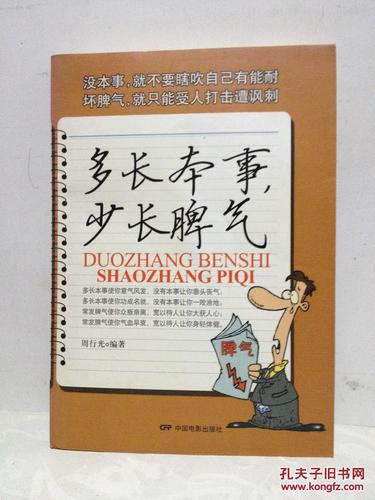 没本事，就不要瞎吹自己有能耐
坏脾气，就只能受人打击遭讽刺
多长本事，
少长脾气
DUOZHANG BENSHI
SHAOZHANG PIQI
多长本事使你意气风发，没有本事让你垂头丧气；
多长本事使你功成名就，没有本事让你一败涂地；
常发脾气使你众叛亲离，宽以待人让你大获人心；
常发脾气使你气血早衰，宽以待人让你身轻体健。
周行光◎编著
脾气
CFP 中国电影出版社
孔夫子旧书网
www.kongfz.com